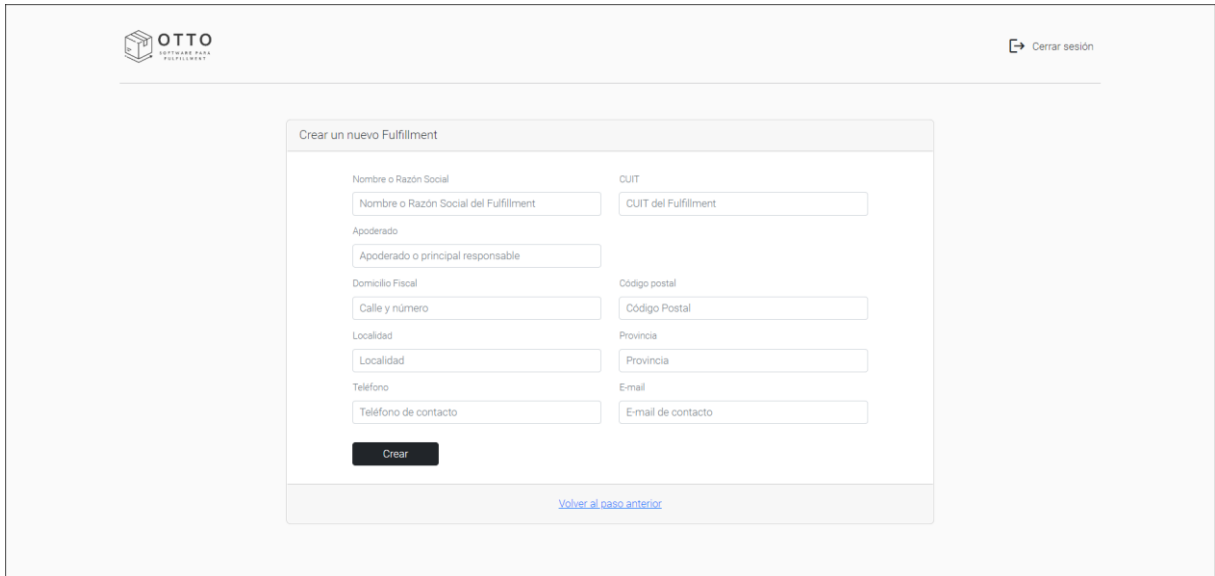 OTTO
SOFTWARE PARA
FULFILLMENT
Cerrar sesión
Crear un nuevo Fulfillment
Nombre o Razón Social CUIT
Nombre o Razón Social del Fulfillment CUIT del Fulfillment
Apoderado
Apoderado o principal responsable
Domicilio Fiscal Código postal
Calle y número Código Postal
Localidad Provincia
Localidad Provincia
Teléfono E-mail
Teléfono de contacto E-mail de contacto
Crear
Volver al paso anterior